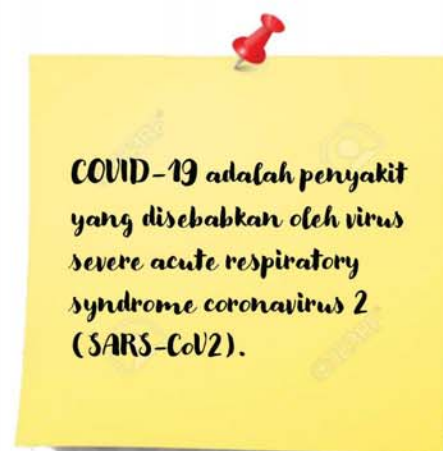 COVID-19 adalah penyakit
yang disebabkan oleh virus
severe acute respiratory
syndrome coronavirus 2
(SARS-CoV2).